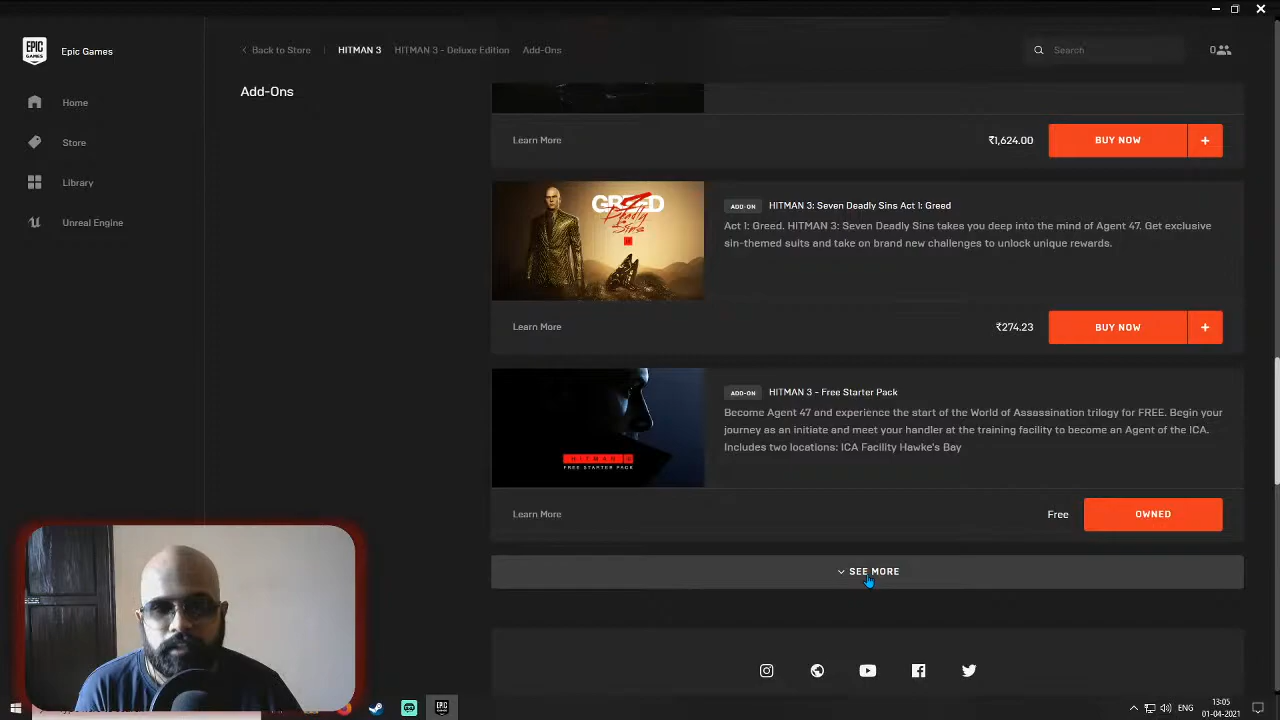 EPIC
GAMES
Epic Games
Home
Store
Library
Unreal Engine
Back to Store
HITMAN 3
HITMAN 3 - Deluxe Edition
Add-Ons
Search
0
Add-Ons
Learn More
₹1,624.00
BUY NOW
+
GREED
ADD-ON
HITMAN 3: Seven Deadly Sins Act 1: Greed
Act 1: Greed. HITMAN 3: Seven Deadly Sins takes you deep into the mind of Agent 47. Get exclusive
sin-themed suits and take on brand new challenges to unlock unique rewards.
Learn More
₹274.23
BUY NOW
+
HITMAN 3
FREE STARTER PACK
ADD-ON
HITMAN 3 - Free Starter Pack
Become Agent 47 and experience the start of the World of Assassination trilogy for FREE. Begin your
journey as an initiate and meet your handler at the training facility to become an Agent of the ICA.
Includes two locations: ICA Facility Hawke's Bay
Learn More
Free
OWNED
SEE MORE
ENG
13:05
01-04-2021